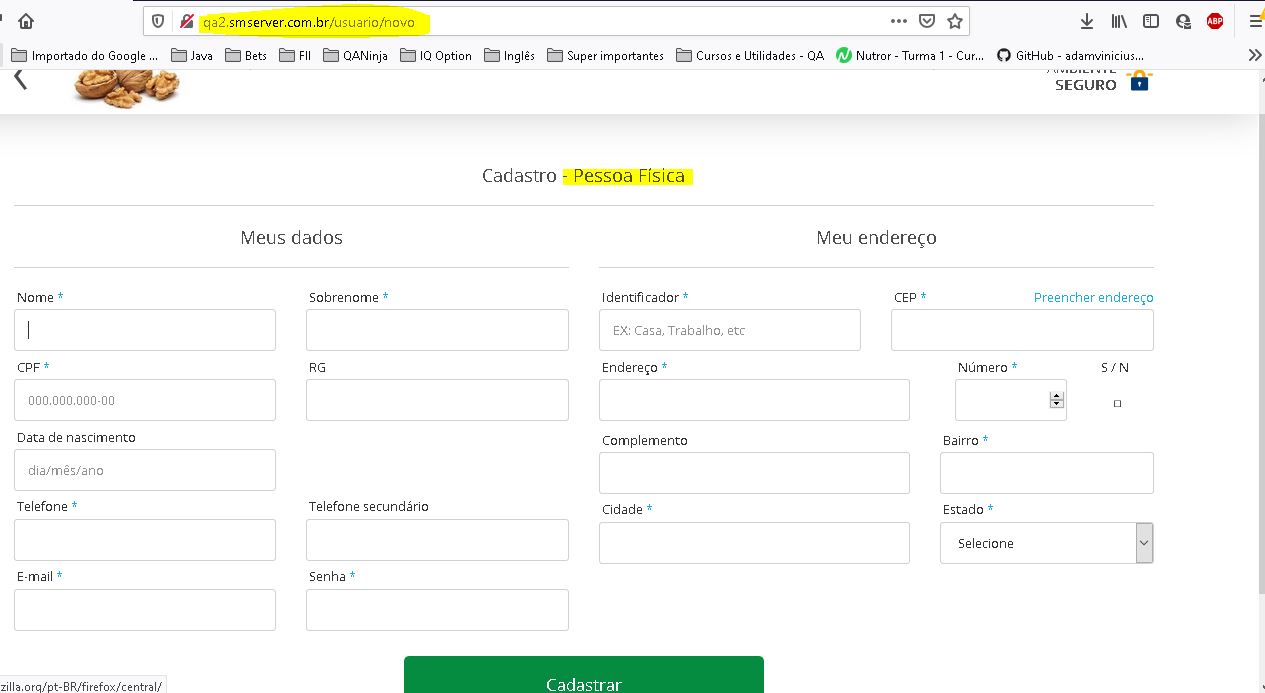 qa2.smserver.com.br/usuario/novo
Importado do Google ... Java Bets FII QANinja IQ Option Inglês Super importantes Cursos e Utilidades - QA Nutror - Turma 1 - Cur... GitHub - adamvinicius...
AMBIENTE
SEGURO
Cadastro - Pessoa Física
Meus dados
Meu endereço
Nome * Sobrenome * Identificador * CEP * Preencher endereço
EX: Casa, Trabalho, etc
CPF * RG Endereço * Número * S / N
000.000.000-00
Data de nascimento Complemento Bairro *
dia/mês/ano
Telefone * Telefone secundário Cidade * Estado *
Selecione
E-mail * Senha *
Cadastrar
zilla.org/pt-BR/firefox/central/
ABP